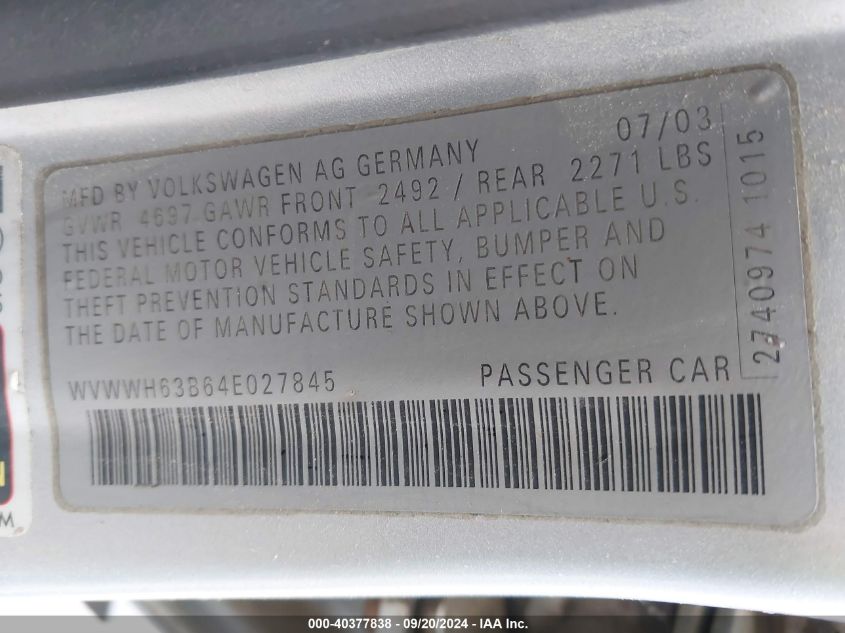 07/03
MFD BY VOLKSWAGEN AG GERMANY
GVWR 4697 GAWR FRONT 2492 / REAR 2271 LBS
THIS VEHICLE CONFORMS TO ALL APPLICABLE U.S.
FEDERAL MOTOR VEHICLE SAFETY, BUMPER AND
THEFT PREVENTION STANDARDS IN EFFECT ON
THE DATE OF MANUFACTURE SHOWN ABOVE.
WVWWH63B64E027845 PASSENGER CAR
2740974 1015
M
000-40377838 - 09/20/2024 - IAAI.com.